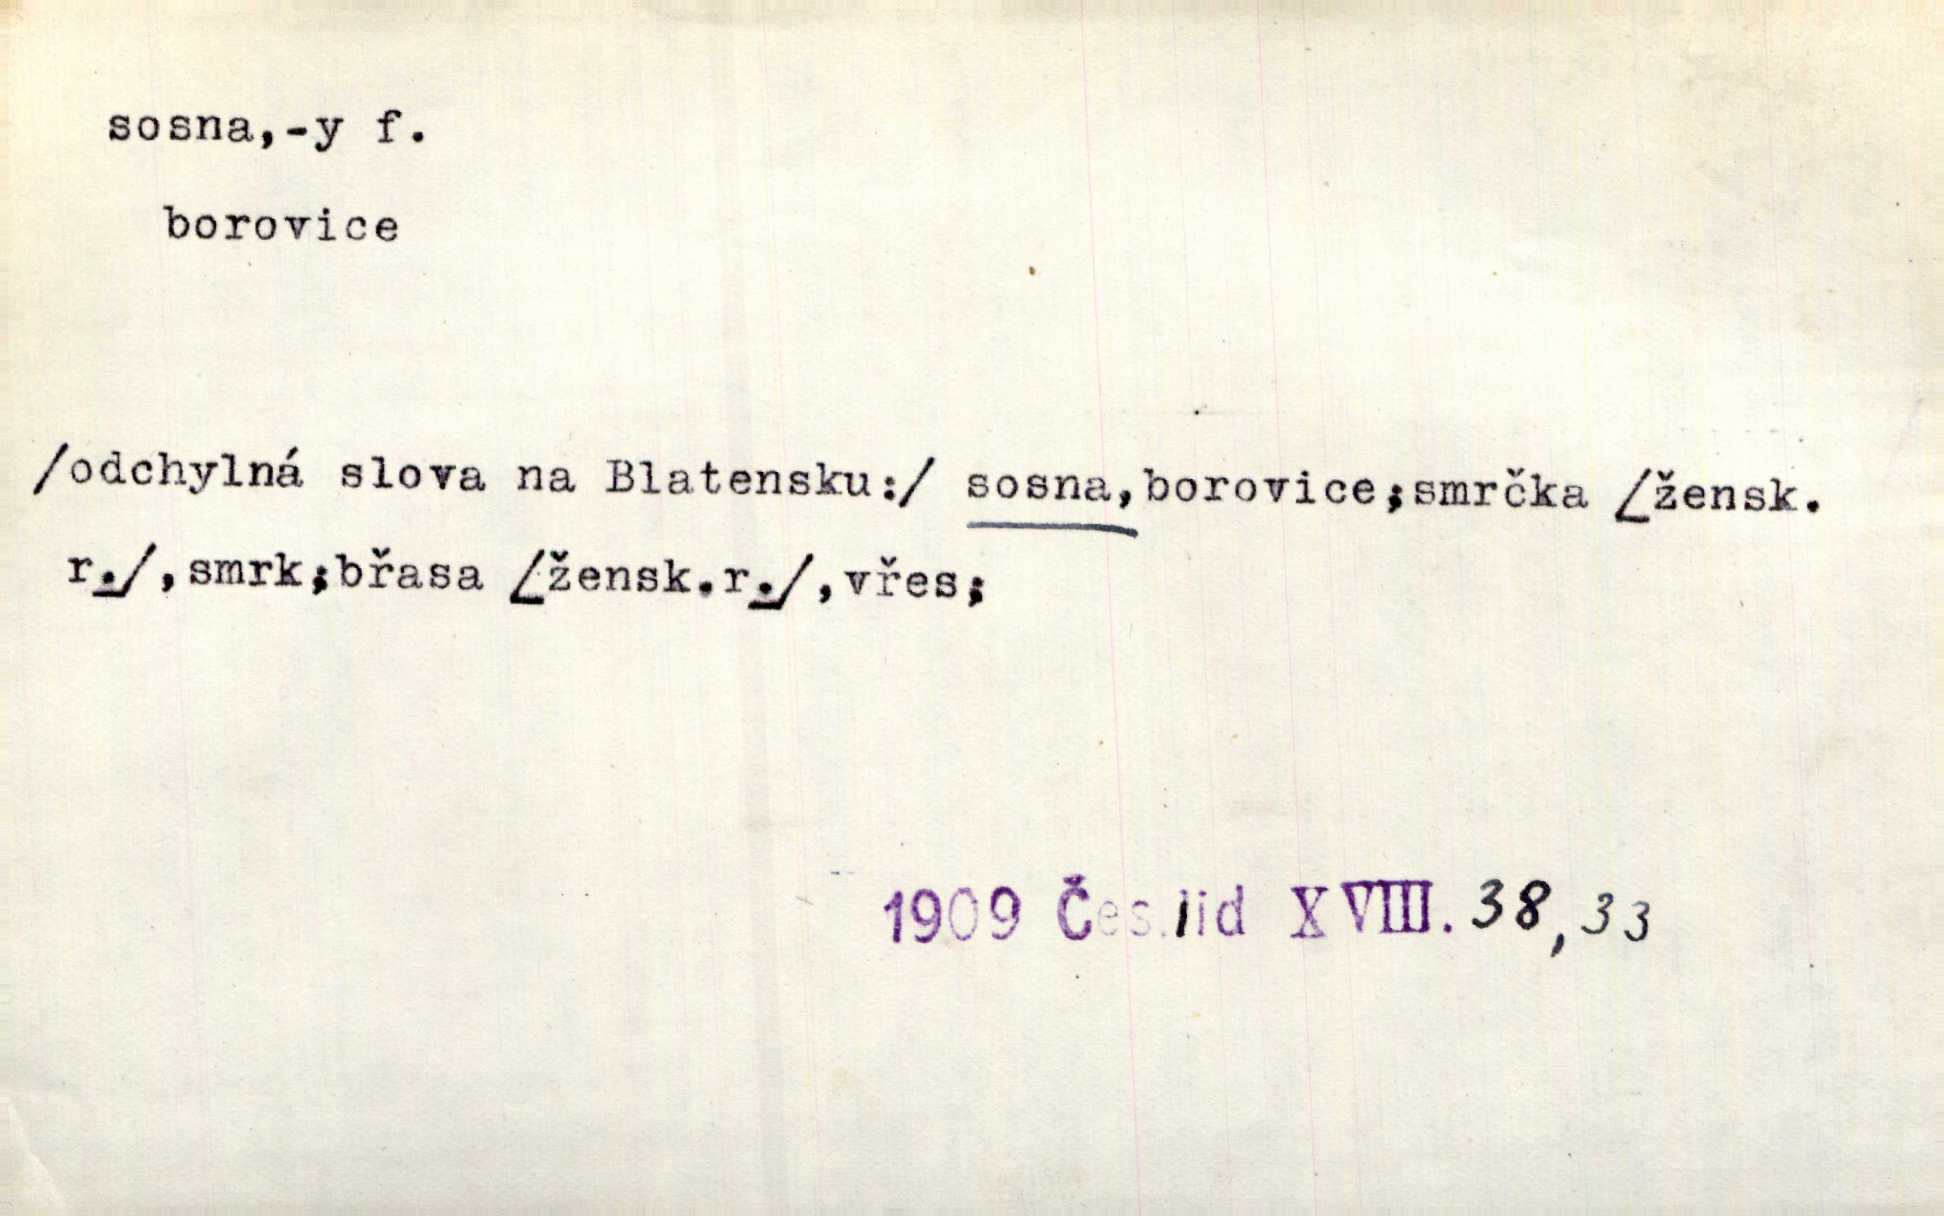 sosna,-y f.
borovice
/odchylná slova na Blatensku:/ sosna,borovice;smrčka /žensk.
r./,smrk;břasa /žensk.r./,vřes;
1909 Čes.lid XVIII. 38,33